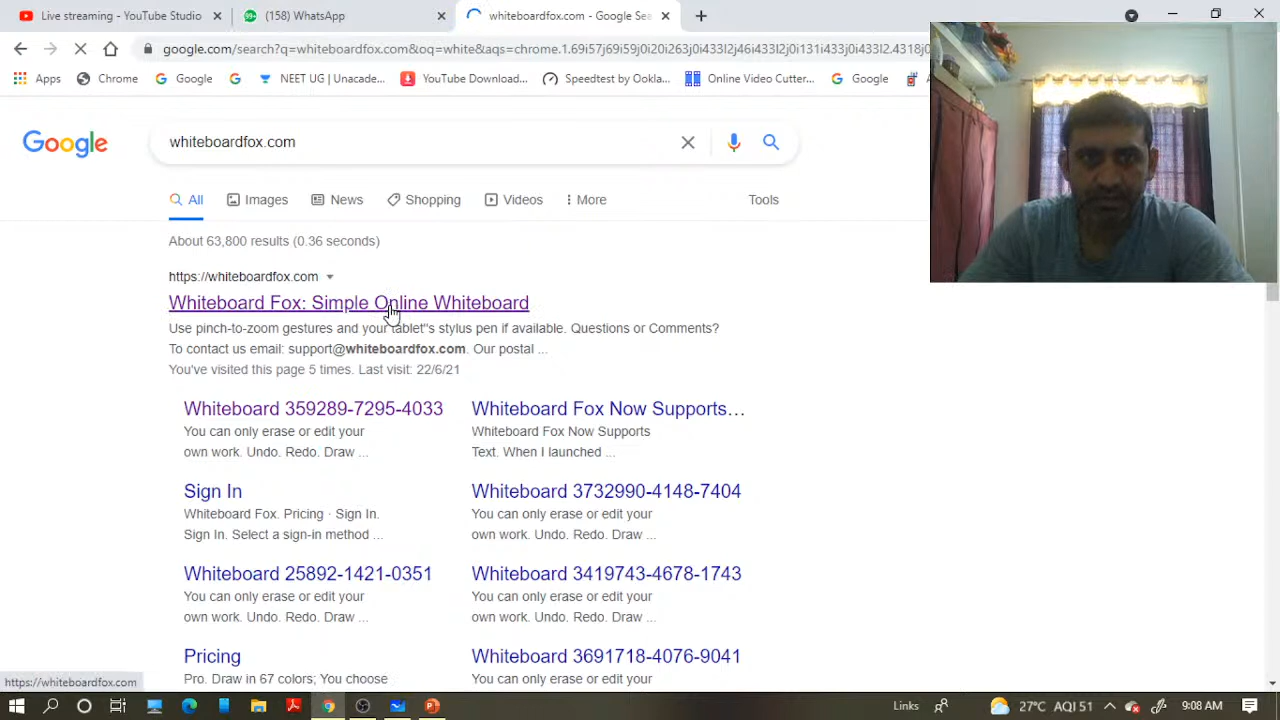 Live streaming - YouTube Studio
(158) WhatsApp
whiteboardfox.com - Google Sea
google.com/search?q=whiteboardfox.com&oq=white&aqs=chrome.1.69i57j69i59j0i20i263j0i433l2j46i433l2j0i131i433j0i433l2.4318j0
Apps Chrome Google NEET UG | Unacade... YouTube Download... Speedtest by Ookla... Online Video Cutter... Google
Google whiteboardfox.com
All Images News Shopping Videos More Tools
About 63,800 results (0.36 seconds)
https://whiteboardfox.com
Whiteboard Fox: Simple Online Whiteboard
Use pinch-to-zoom gestures and your tablet"s stylus pen if available. Questions or Comments?
To contact us email: support@whiteboardfox.com. Our postal ...
You've visited this page 5 times. Last visit: 22/6/21
Whiteboard 359289-7295-4033
You can only erase or edit your
own work. Undo. Redo. Draw ...
Whiteboard Fox Now Supports...
Whiteboard Fox Now Supports
Text. When I launched ...
Sign In
Whiteboard Fox. Pricing · Sign In.
Sign In. Select a sign-in method ...
Whiteboard 3732990-4148-7404
You can only erase or edit your
own work. Undo. Redo. Draw ...
Whiteboard 25892-1421-0351
You can only erase or edit your
own work. Undo. Redo. Draw ...
Whiteboard 3419743-4678-1743
You can only erase or edit your
own work. Undo. Redo. Draw ...
Pricing
Pro. Draw in 67 colors; You choose
Whiteboard 3691718-4076-9041
You can only erase or edit your
https://whiteboardfox.com
Links 27°C AQI 51 9:08 AM